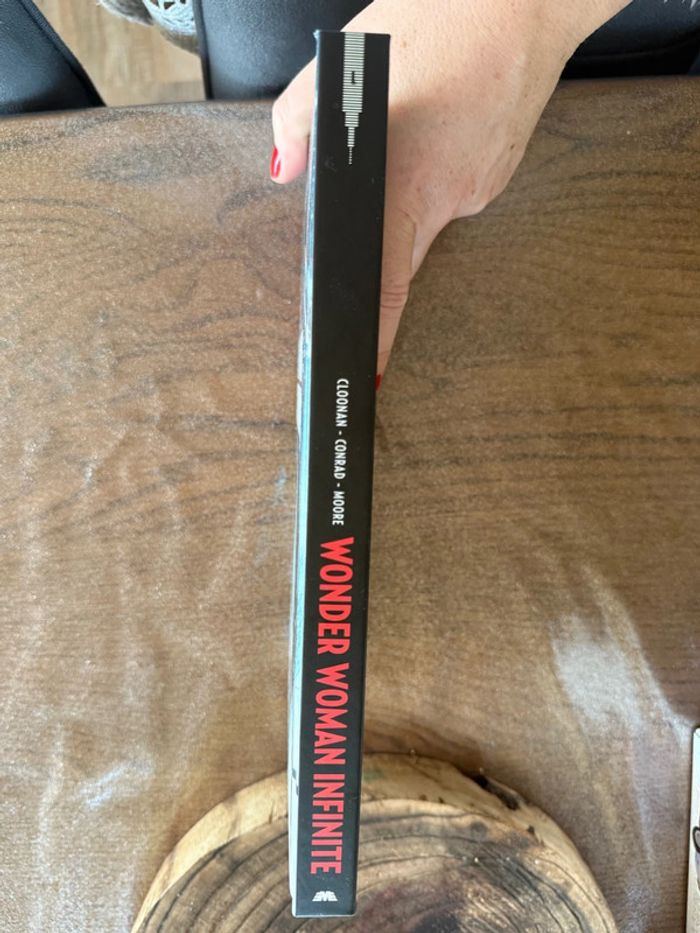 CLOONAN - CONRAD - MOORE
WONDER WOMAN INFINITE